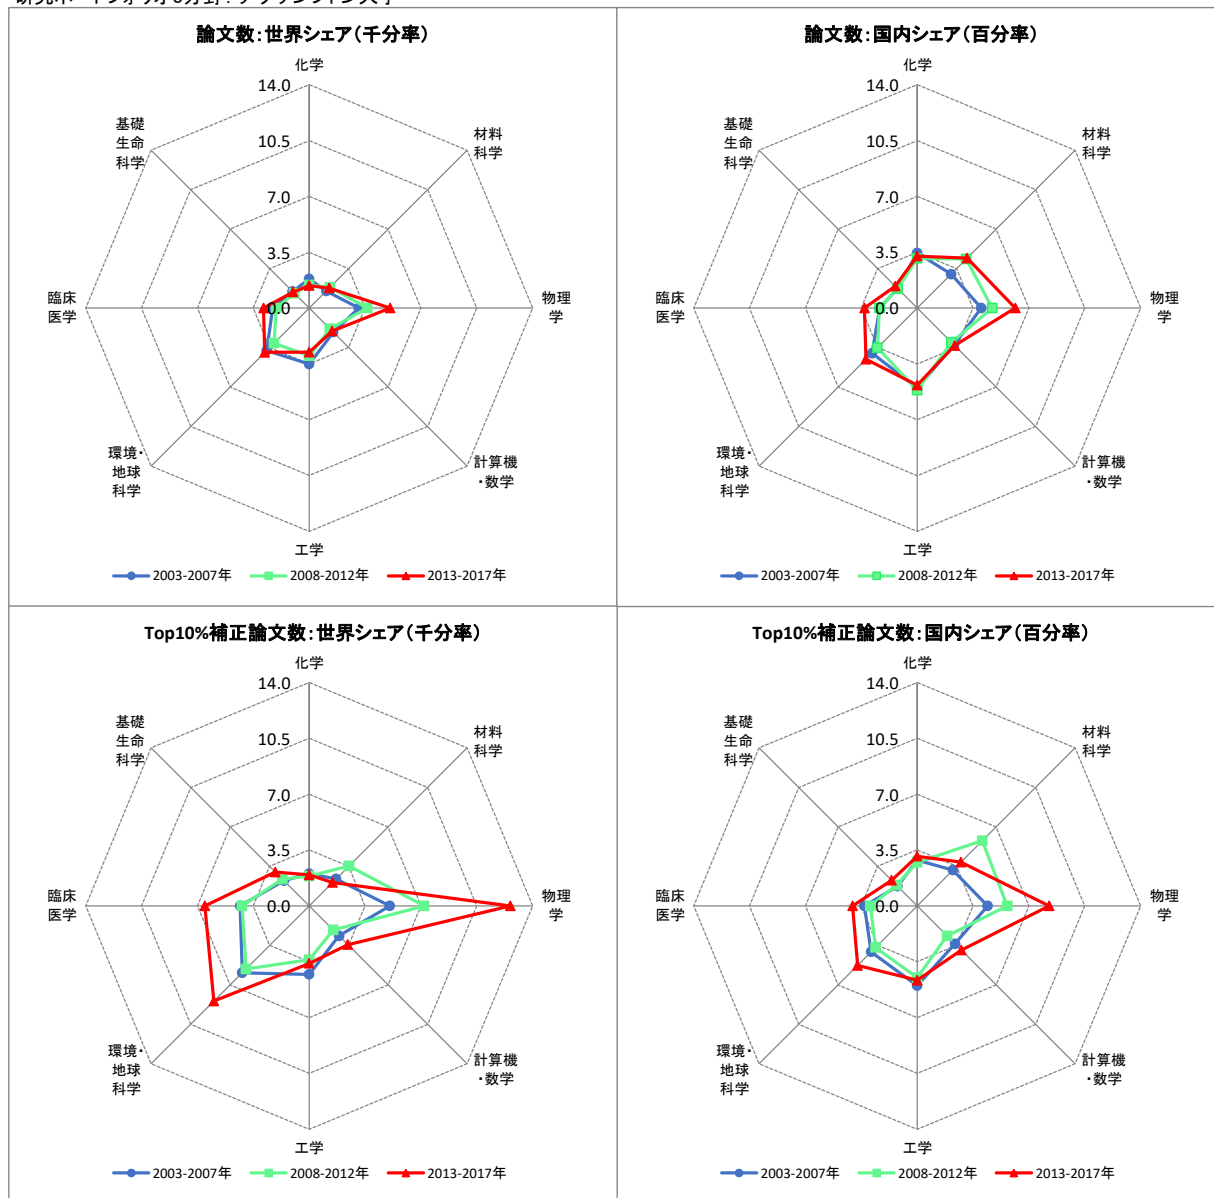 論文数：世界シェア（千分率）
化学
14.0
10.5
7.0
3.5
0.0
材料
科学
物理
学
計算機
・数学
工学
環境・
地球
科学
臨床
医学
基礎
生命
科学
2003-2007年
2008-2012年
2013-2017年
論文数：国内シェア（百分率）
化学
14.0
10.5
7.0
3.5
0.0
材料
科学
物理
学
計算機
・数学
工学
環境・
地球
科学
臨床
医学
基礎
生命
科学
2003-2007年
2008-2012年
2013-2017年
Top10%補正論文数：世界シェア（千分率）
化学
14.0
10.5
7.0
3.5
0.0
材料
科学
物理
学
計算機
・数学
工学
環境・
地球
科学
臨床
医学
基礎
生命
科学
2003-2007年
2008-2012年
2013-2017年
Top10%補正論文数：国内シェア（百分率）
化学
14.0
10.5
7.0
3.5
0.0
材料
科学
物理
学
計算機
・数学
工学
環境・
地球
科学
臨床
医学
基礎
生命
科学
2003-2007年
2008-2012年
2013-2017年